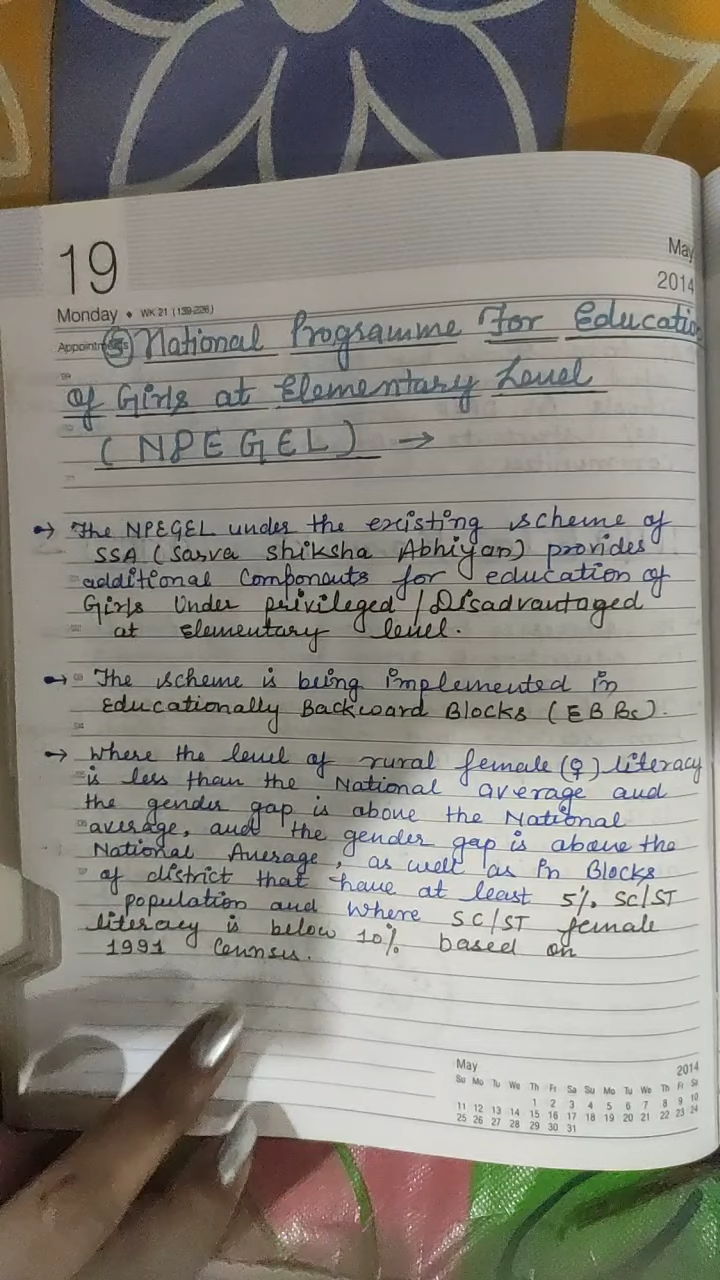 19
May
2014
Monday • WK 21 (139-226)
(5) National Programme For Educatio
of Girls at Elementary Level
(NPEGEL) →
→ The NPEGEL under the existing scheme of
SSA (Sarva Shiksha Abhiyan) provides
additional Componauts for education of
Girls Under privileged / Disadvantaged
at elementary level.
→ The scheme is being implemented in
Educationally Backward Blocks (EBBs).
→ Where the level of rural female (♀) literacy
is less than the National average and
the gender gap is above the National
average, and the gender gap is above the
National Average, as well as in Blocks
of district that have at least 5% SC/ST
population and where SC/ST female
literacy is below 10% based on
1991 Census.
May 2014
Su Mo Tu We Th Fr Sa Su Mo Tu We Th Fr Sa
1 2 3 4 5 6 7 8 9 10
11 12 13 14 15 16 17 18 19 20 21 22 23 24
25 26 27 28 29 30 31